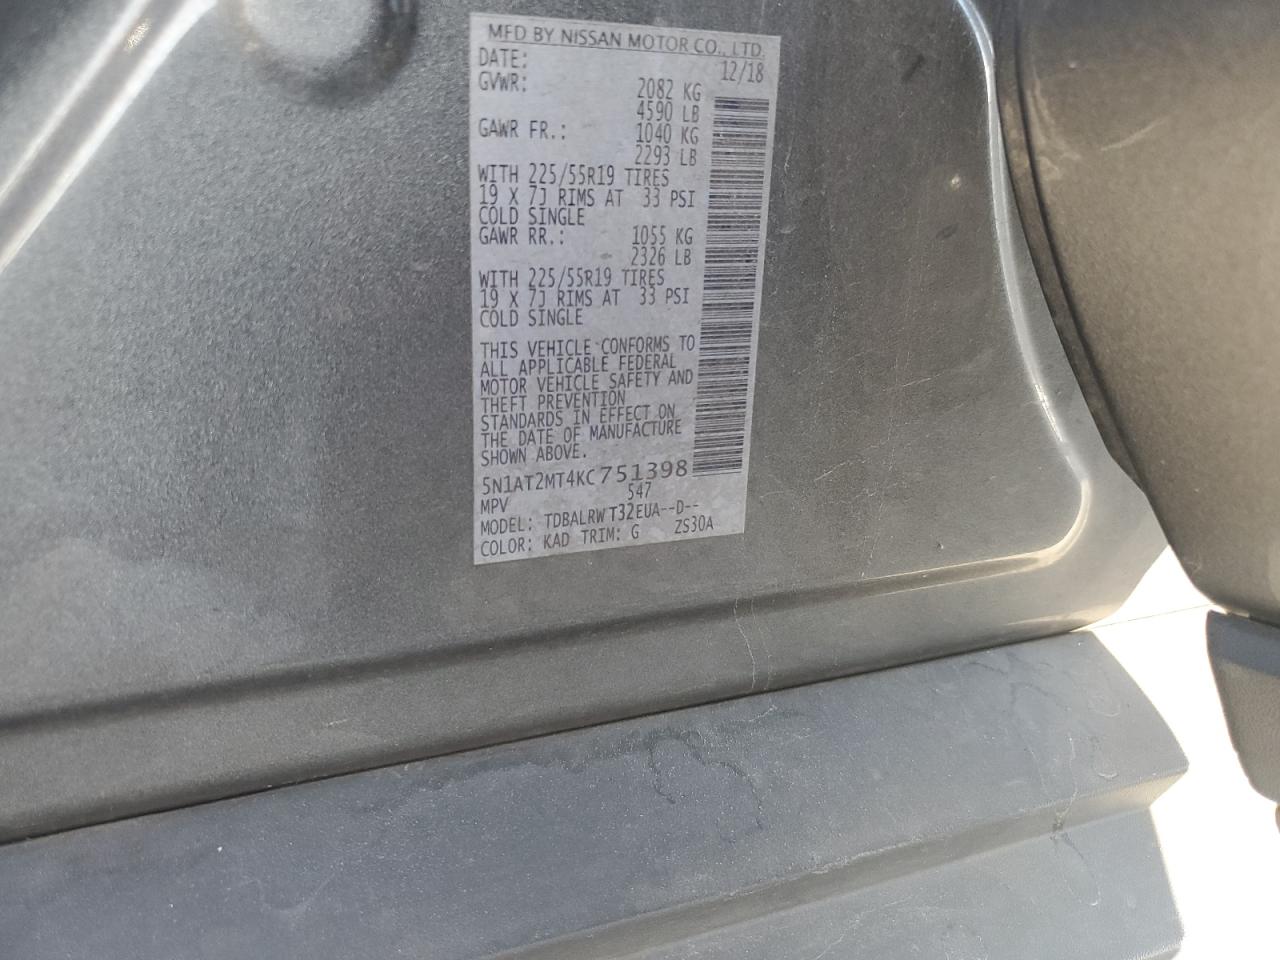 MFD BY NISSAN MOTOR CO., LTD.
DATE: 12/18
GVWR: 2082 KG
4590 LB
GAWR FR.: 1040 KG
2293 LB
WITH 225/55R19 TIRES
19 X 7J RIMS AT 33 PSI
COLD SINGLE
GAWR RR.: 1055 KG
2326 LB
WITH 225/55R19 TIRES
19 X 7J RIMS AT 33 PSI
COLD SINGLE
THIS VEHICLE CONFORMS TO
ALL APPLICABLE FEDERAL
MOTOR VEHICLE SAFETY AND
THEFT PREVENTION
STANDARDS IN EFFECT ON
THE DATE OF MANUFACTURE
SHOWN ABOVE.
5N1AT2MT4KC751398
MPV 547
MODEL: TDBALRWT32EUA--D--
COLOR: KAD TRIM: G ZS30A